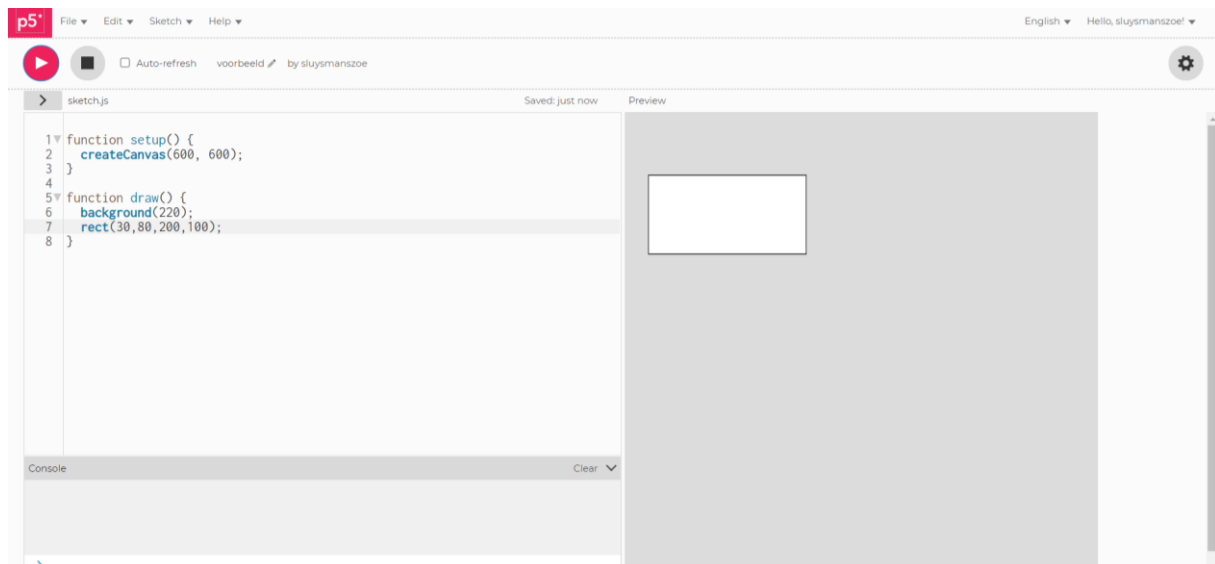 p5* File Edit Sketch Help English Hello, sluysmanszoe!
Auto-refresh voorbeeld by sluysmanszoe
> sketch.js Saved: just now Preview
1 function setup() {
2   createCanvas(600, 600);
3 }
4
5 function draw() {
6   background(220);
7   rect(30,80,200,100);
8 }
Console Clear